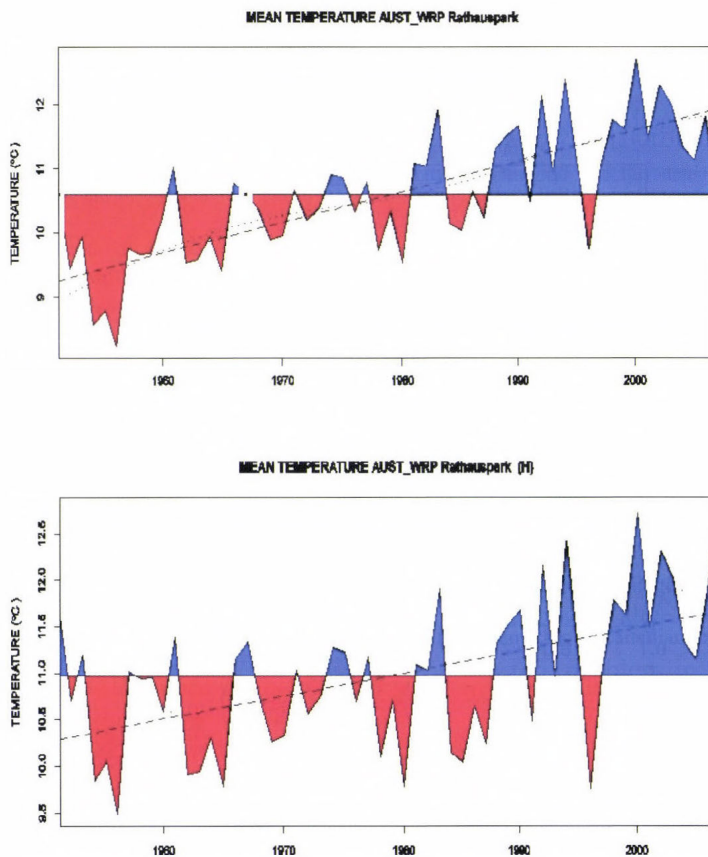 MEAN TEMPERATURE AUST_WRP Rathauspark
TEMPERATURE (ºC)
12
11
10
9
1960 1970 1980 1990 2000
MEAN TEMPERATURE AUST_WRP Rathauspark (H)
TEMPERATURE (ºC)
12.5
12.0
11.5
11.0
10.5
10.0
9.5
1960 1970 1980 1990 2000